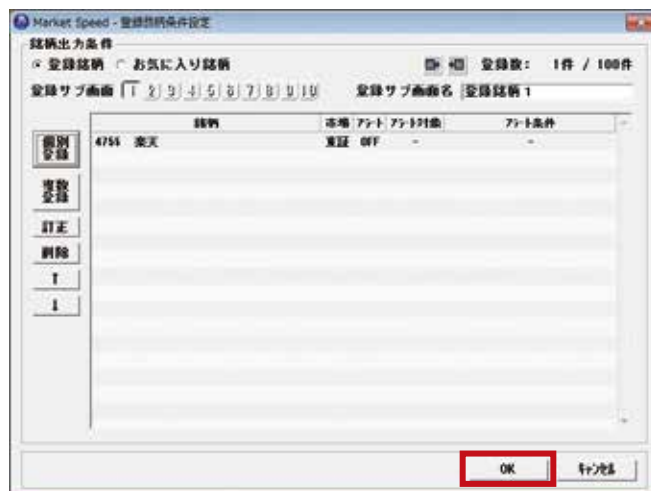 Market Speed - 登録銘柄条件設定
銘柄出力条件
登録銘柄 お気に入り銘柄 登録数: 1件 / 100件
登録サブ画面 1 2 3 4 5 6 7 8 9 10 登録サブ画面名 登録銘柄1
銘柄 市場 アラート アラート対象 アラート条件
個別登録 4755 楽天 東証 OFF - -
複数登録
訂正
削除
↑
↓
OK キャンセル